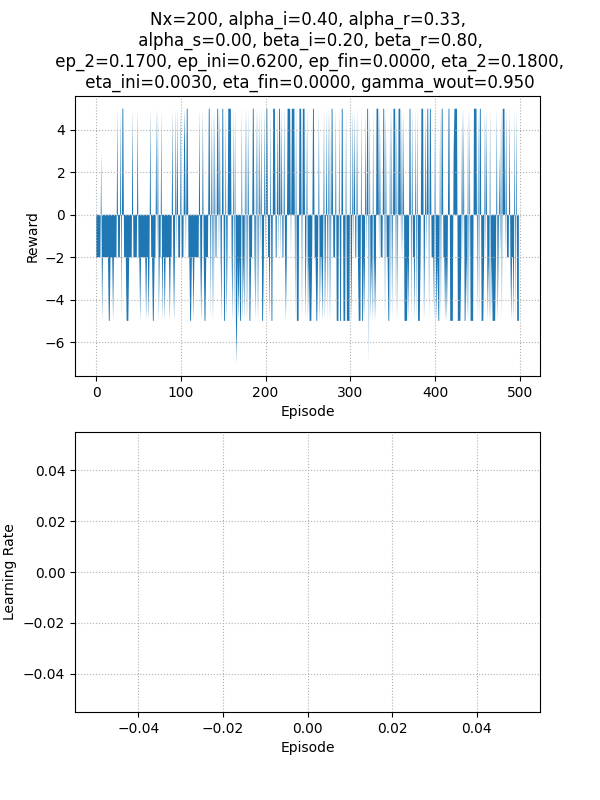 Nx=200, alpha_i=0.40, alpha_r=0.33,
alpha_s=0.00, beta_i=0.20, beta_r=0.80,
ep_2=0.1700, ep_ini=0.6200, ep_fin=0.0000, eta_2=0.1800,
eta_ini=0.0030, eta_fin=0.0000, gamma_wout=0.950
4
2
0
−2
−4
−6
Reward
0 100 200 300 400 500
Episode
0.04
0.02
0.00
−0.02
−0.04
Learning Rate
−0.04 −0.02 0.00 0.02 0.04
Episode